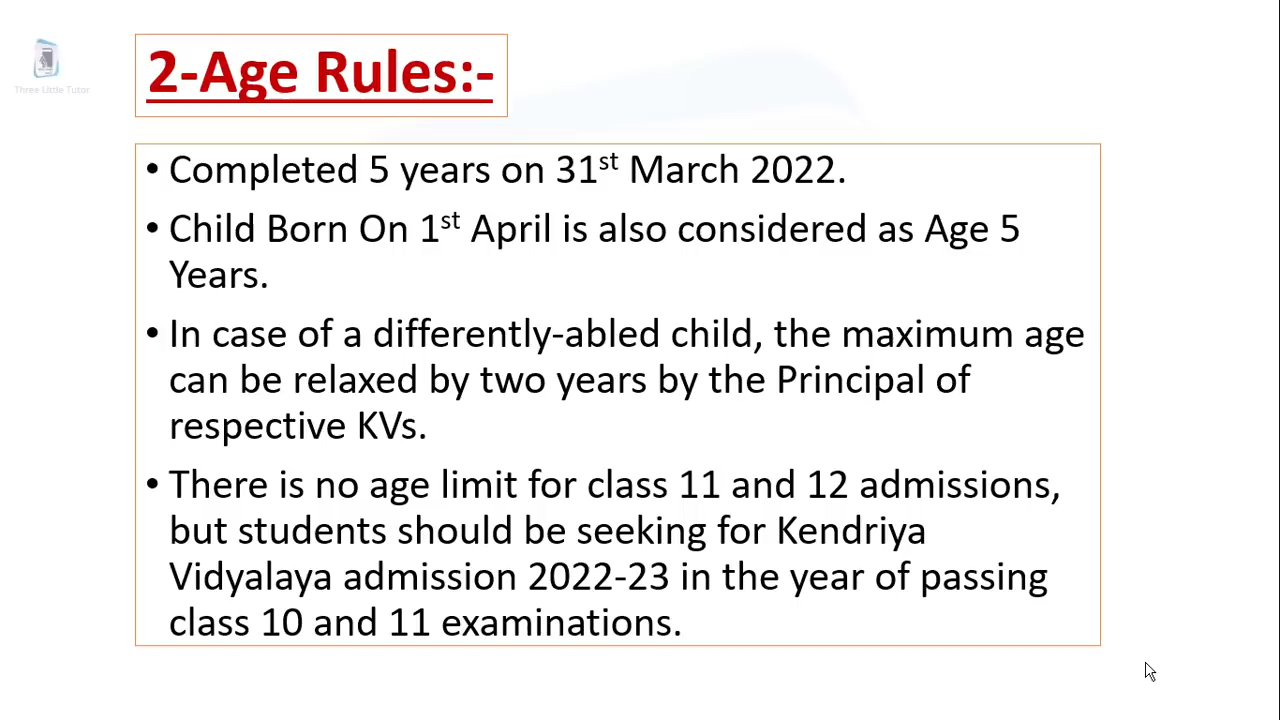 Three Little Tutor
2-Age Rules:-
• Completed 5 years on 31st March 2022.
• Child Born On 1st April is also considered as Age 5
Years.
• In case of a differently-abled child, the maximum age
can be relaxed by two years by the Principal of
respective KVs.
• There is no age limit for class 11 and 12 admissions,
but students should be seeking for Kendriya
Vidyalaya admission 2022-23 in the year of passing
class 10 and 11 examinations.